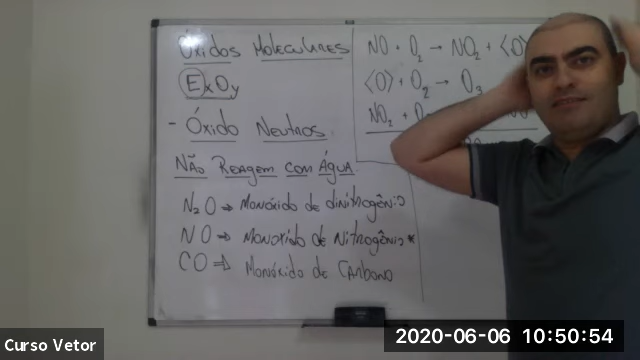 Óxidos Moleculares
ExOy
- Óxido Neutros.
Não Reagem com Água.
N2O ⇒ Monóxido de dinitrogênio
NO ⇒ Monóxido de Nitrogênio*
CO ⇒ Monóxido de Carbono
NO + O2 → NO2 + <O>
<O> + O2 → O3
NO2 + O
Curso Vetor
2020-06-06 10:50:54